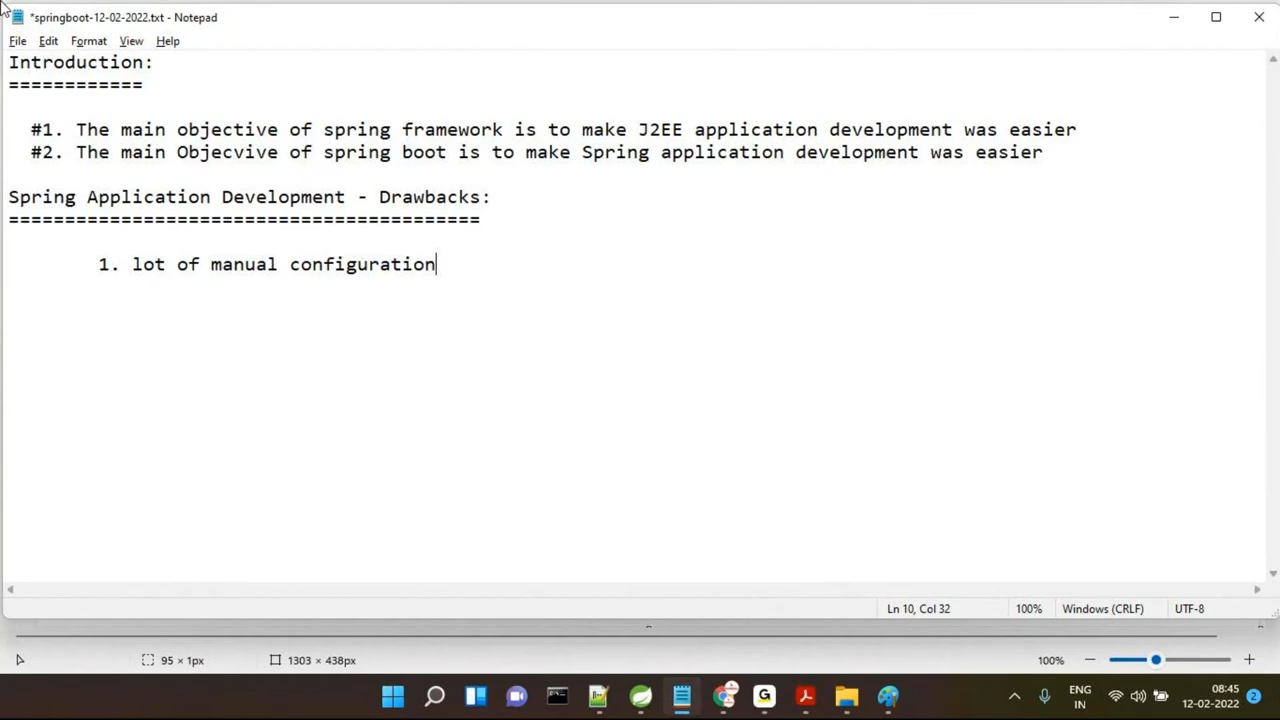 *springboot-12-02-2022.txt - Notepad
File Edit Format View Help
Introduction:
============
#1. The main objective of spring framework is to make J2EE application development was easier
#2. The main Objecvive of spring boot is to make Spring application development was easier
Spring Application Development - Drawbacks:
==========================================
1. lot of manual configuration
Ln 10, Col 32 100% Windows (CRLF) UTF-8
95 × 1px 1303 × 438px 100%
ENG 08:45
IN 12-02-2022 2